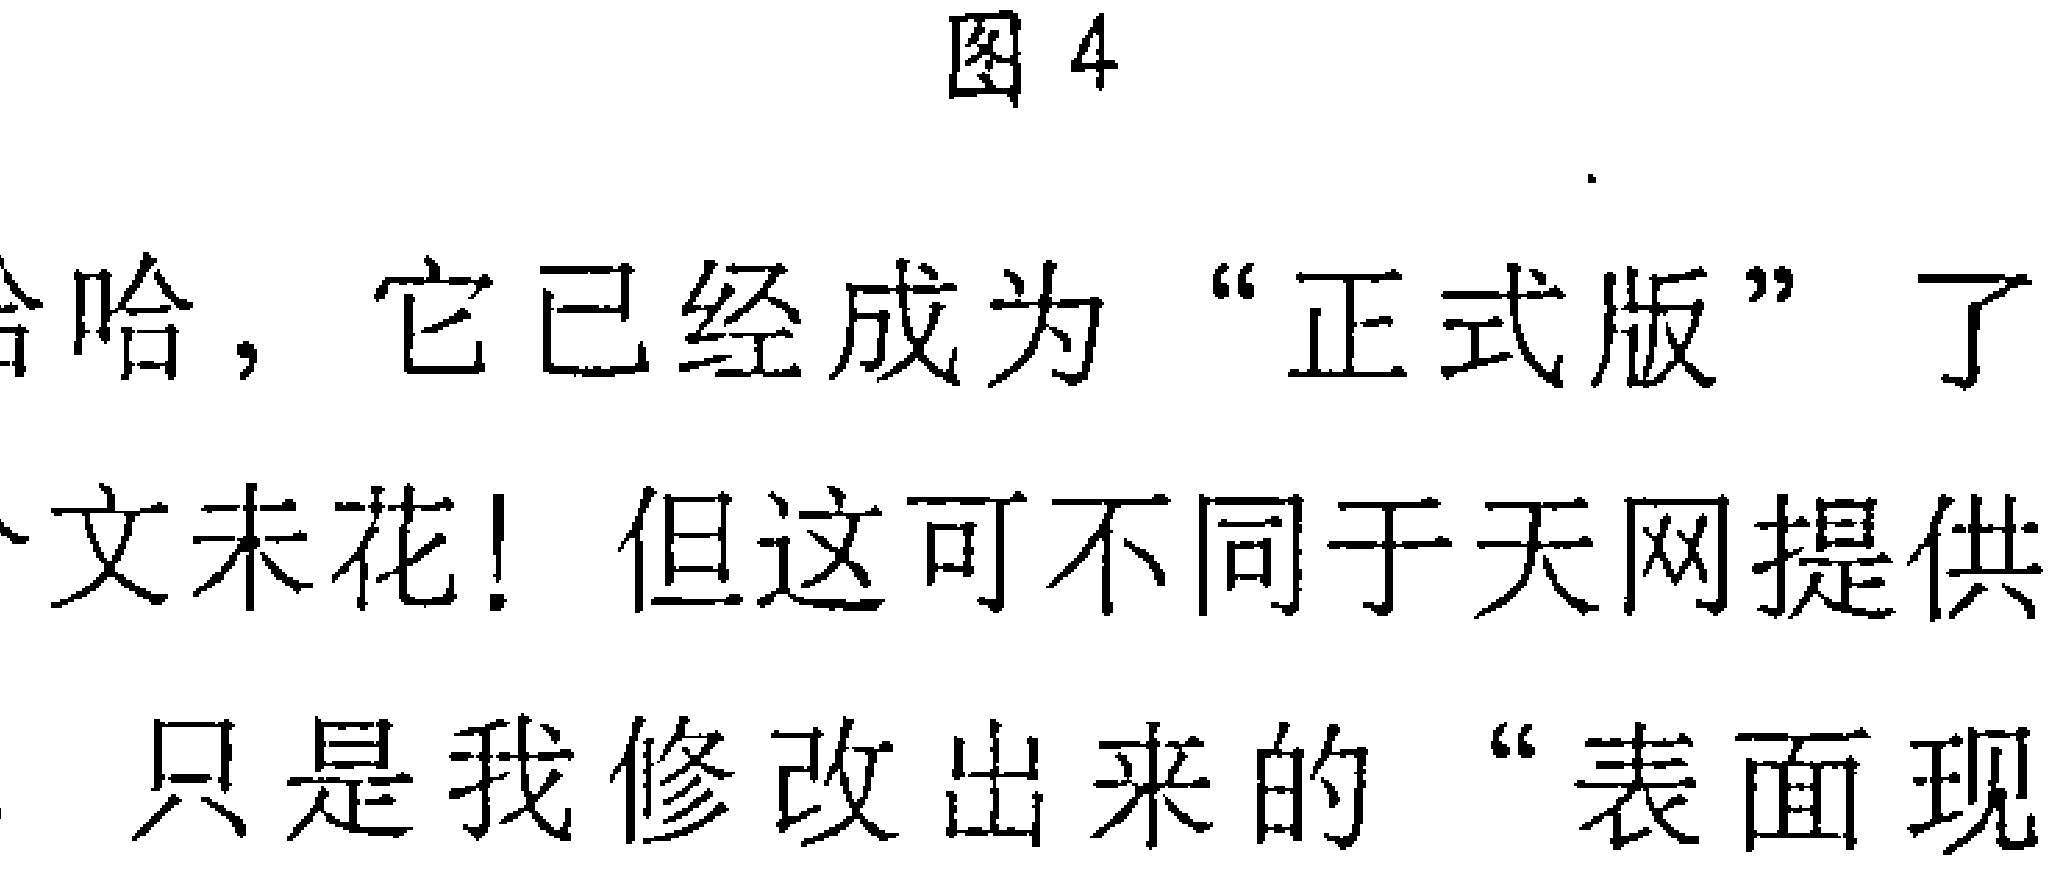 图 4
哈哈，它已经成为“正式版”了
文未花！但这可不同于天网提供
只是我修改出来的“表面现